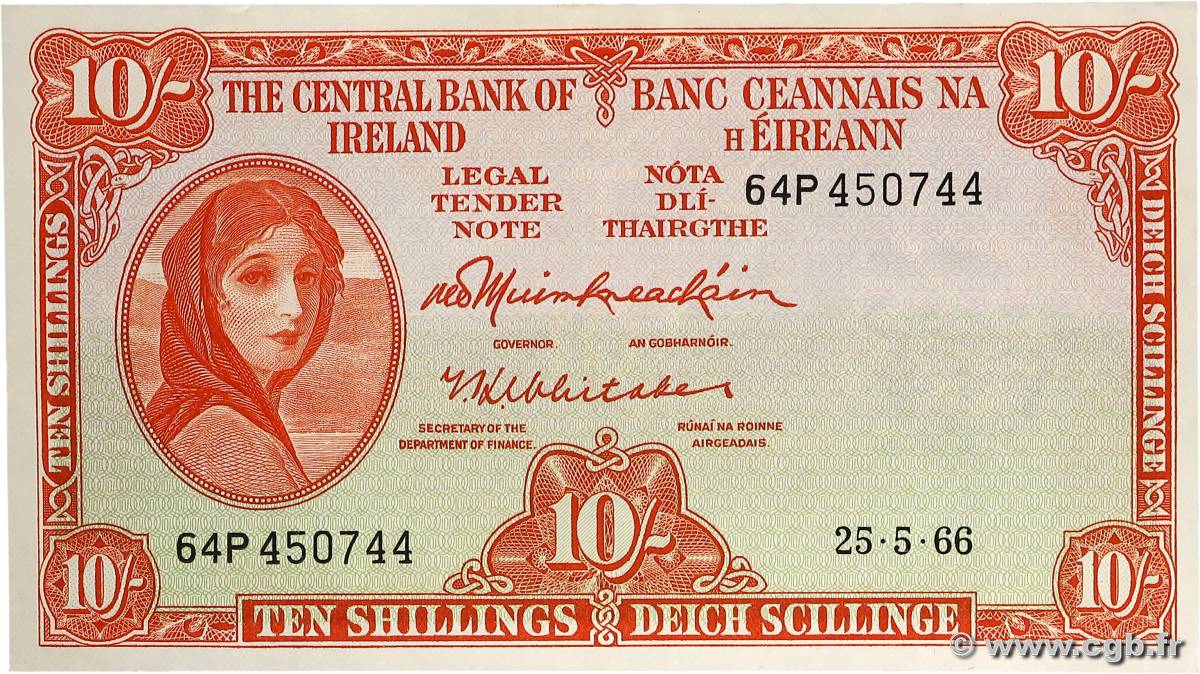 10/-
10/-
THE CENTRAL BANK OF
IRELAND
BANC CEANNAIS NA
H ÉIREANN
LEGAL
TENDER
NOTE
NÓTA
DLÍ-
THAIRGTHE
64P 450744
GOVERNOR. AN GOBHARNÓIR.
T.K. Whitaker
SECRETARY OF THE
DEPARTMENT OF FINANCE.
RÚNAÍ NA ROINNE
AIRGEADAIS.
TEN SHILLINGS
DEICH SCILLINGE
64P 450744
10/-
25·5·66
10/-
10/-
TEN SHILLINGS DEICH SCILLINGE
© www.cgb.fr